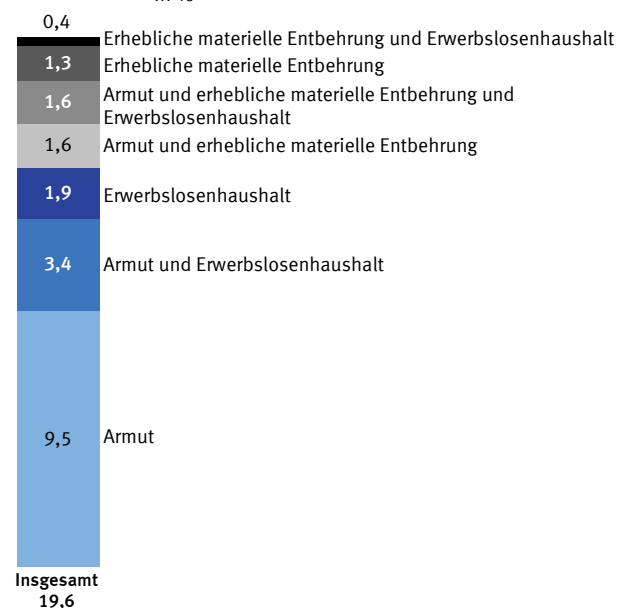 0,4
Erhebliche materielle Entbehrung und Erwerbslosenhaushalt
1,3 Erhebliche materielle Entbehrung
1,6 Armut und erhebliche materielle Entbehrung und
Erwerbslosenhaushalt
1,6 Armut und erhebliche materielle Entbehrung
1,9 Erwerbslosenhaushalt
3,4 Armut und Erwerbslosenhaushalt
9,5 Armut
Insgesamt
19,6